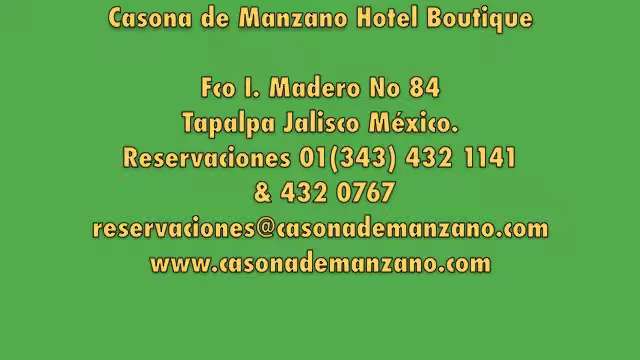 Casona de Manzano Hotel Boutique
Fco I. Madero No 84
Tapalpa Jalisco México.
Reservaciones 01(343) 432 1141
& 432 0767
reservaciones@casonademanzano.com
www.casonademanzano.com